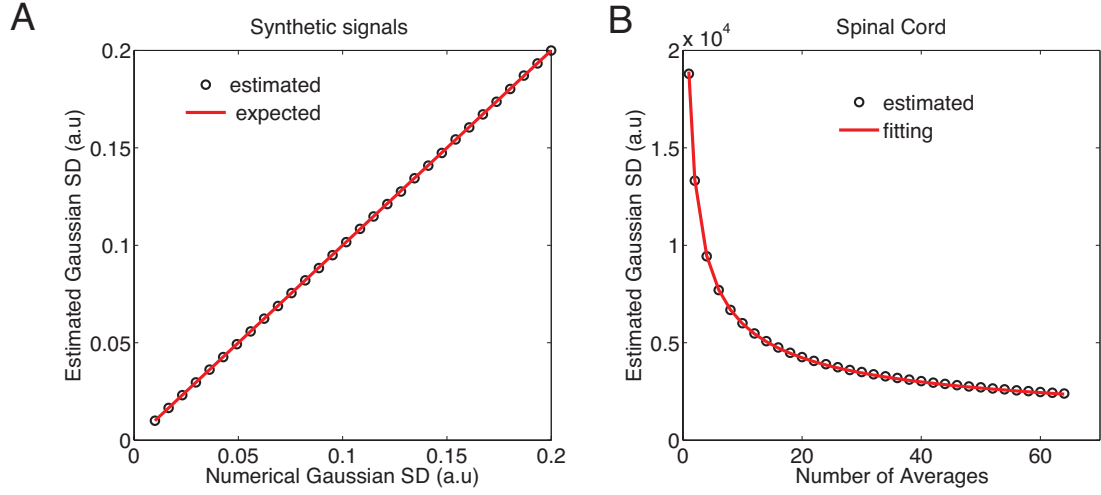 A
Synthetic signals
Estimated Gaussian SD (a.u)
0.2
0.15
0.1
0.05
0
estimated
expected
0
0.05
0.1
0.15
0.2
Numerical Gaussian SD (a.u)
B
Spinal Cord
x 10⁴
Estimated Gaussian SD (a.u)
2
1.5
1
0.5
0
estimated
fitting
0
20
40
60
Number of Averages